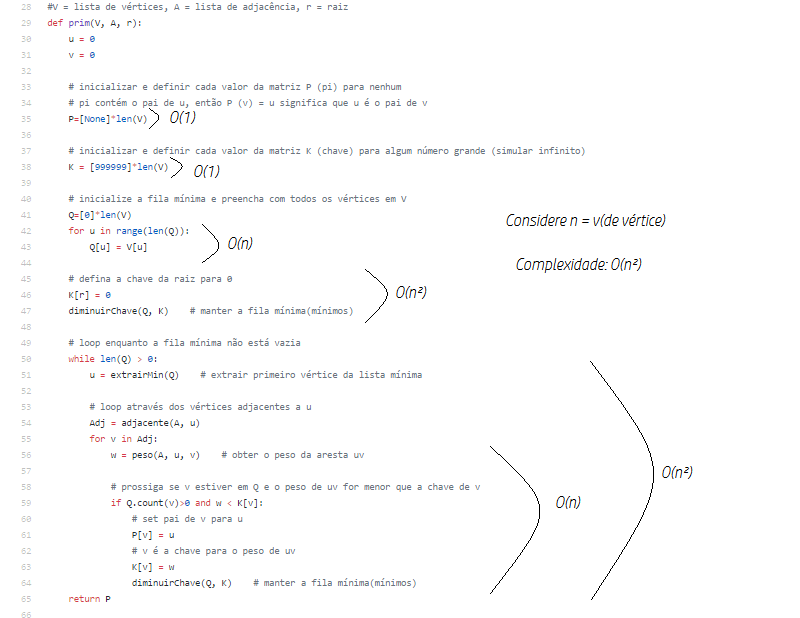 28 #V = lista de vértices, A = lista de adjacência, r = raiz
29 def prim(V, A, r):
30 u = 0
31 v = 0
32
33 # inicializar e definir cada valor da matriz P (pi) para nenhum
34 # pi contém o pai de u, então P (v) = u significa que u é o pai de v
35 P=[None]*len(V) O(1)
36
37 # inicializar e definir cada valor da matriz K (chave) para algum número grande (simular infinito)
38 K = [999999]*len(V) O(1)
39
40 # inicialize a fila mínima e preencha com todos os vértices em V
41 Q=[0]*len(V)
Considere n = v(de vértice)
42 for u in range(len(Q)):
43 Q[u] = V[u]
O(n)
44
Complexidade: O(n²)
45 # defina a chave da raiz para 0
46 K[r] = 0 O(n²)
47 diminuirChave(Q, K) # manter a fila mínima(mínimos)
48
49 # loop enquanto a fila mínima não está vazia
50 while len(Q) > 0:
51 u = extrairMin(Q) # extrair primeiro vértice da lista mínima
52
53 # loop através dos vértices adjacentes a u
54 Adj = adjacente(A, u)
55 for v in Adj:
56 w = peso(A, u, v) # obter o peso da aresta uv
57 O(n²)
58 # prossiga se v estiver em Q e o peso de uv for menor que a chave de v
59 if Q.count(v)>0 and w < K[v]: O(n)
60 # set pai de v para u
61 P[v] = u
62 # v é a chave para o peso de uv
63 K[v] = w
64 diminuirChave(Q, K) # manter a fila mínima(mínimos)
65 return P
66